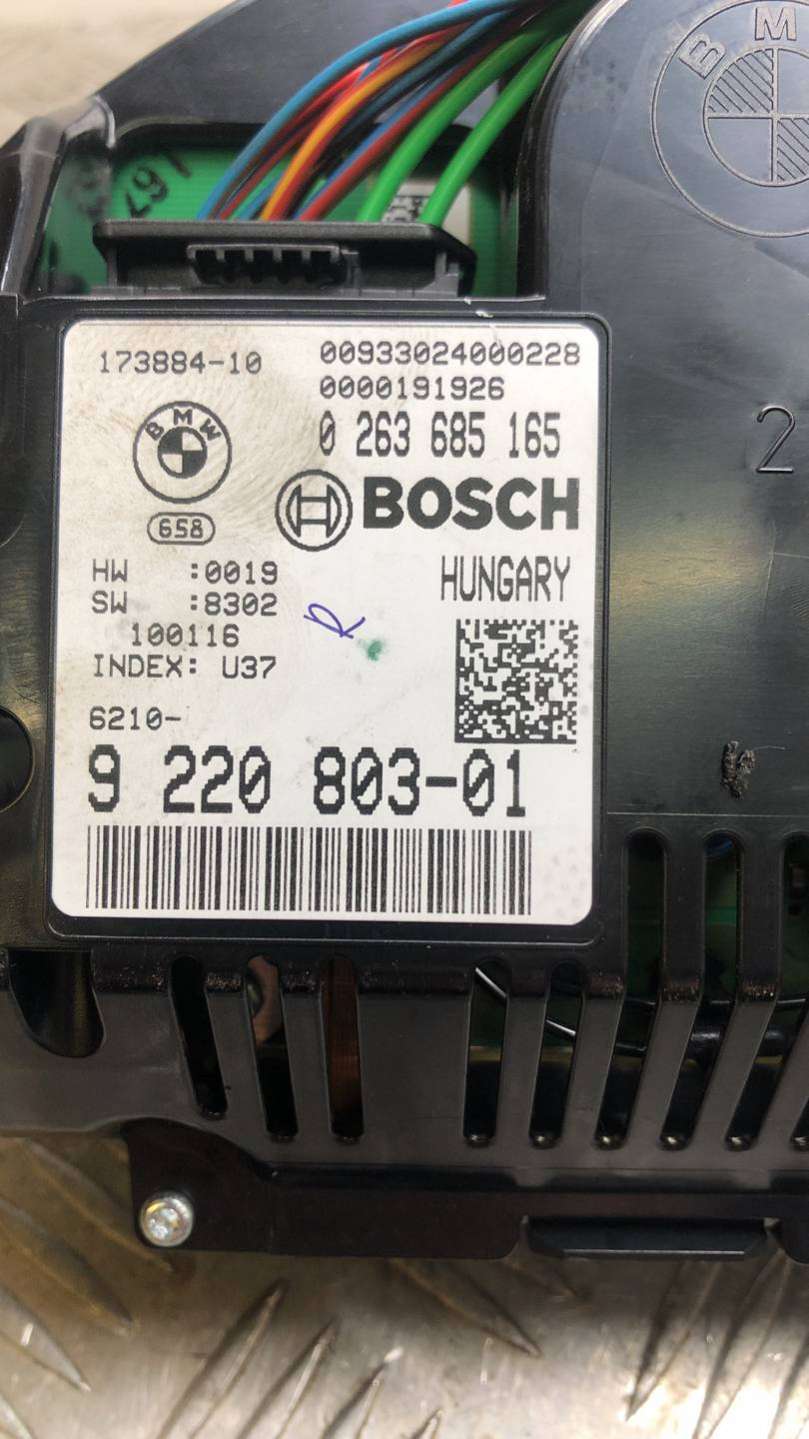 BMW
173884-10
00933024000228
0000191926
0 263 685 165
BMW
658
BOSCH
HUNGARY
HW :0019
SW :8302
100116
INDEX: U37
R
6210-
9 220 803-01
2